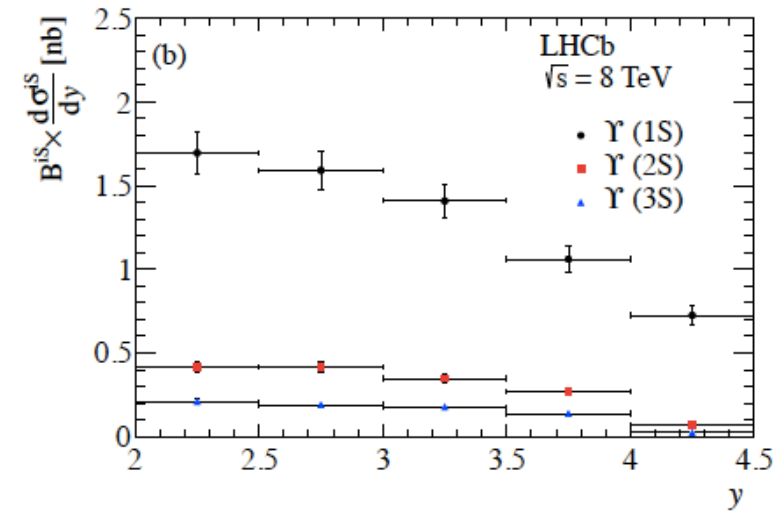 (b)
LHCb
√s = 8 TeV
ϒ (1S)
ϒ (2S)
ϒ (3S)
B^iS × dσ^iS/dy [nb]
2.5
2
1.5
1
0.5
0
2 2.5 3 3.5 4 4.5
y